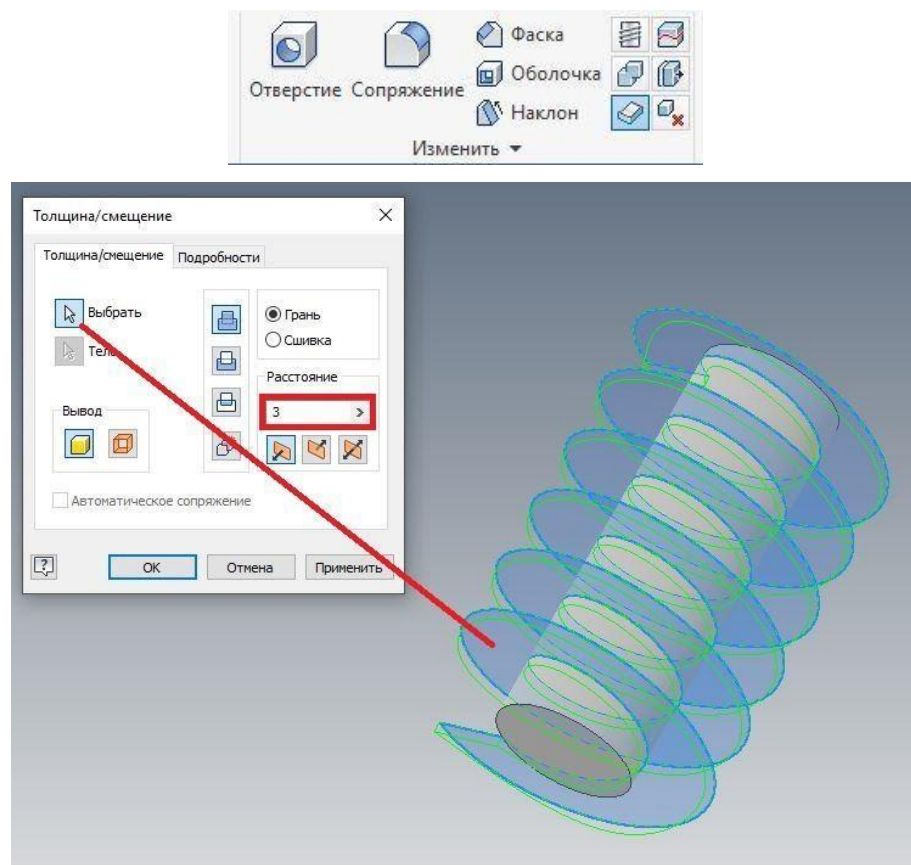 Фаска
Оболочка
Отверстие Сопряжение
Наклон
Изменить
Толщина/смещение
Толщина/смещение Подробности
Выбрать
Грань
Сшивка
Расстояние
Вывод
3
Автоматическое сопряжение
OK Отмена Применить